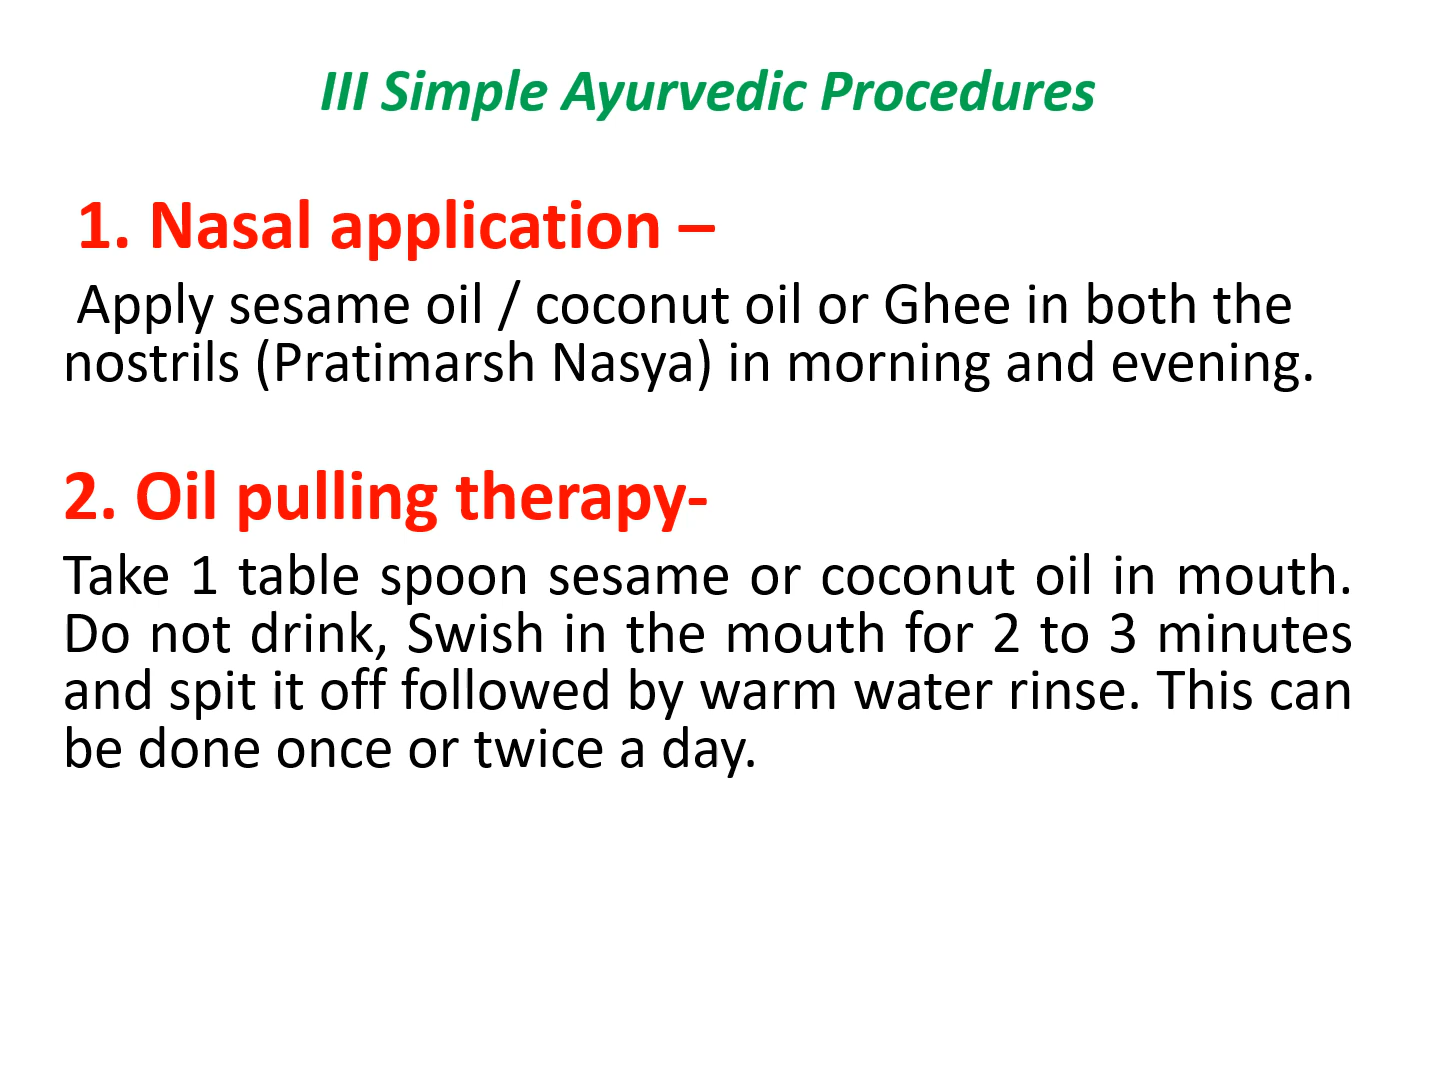 III Simple Ayurvedic Procedures
1. Nasal application –
Apply sesame oil / coconut oil or Ghee in both the
nostrils (Pratimarsh Nasya) in morning and evening.
2. Oil pulling therapy-
Take 1 table spoon sesame or coconut oil in mouth.
Do not drink, Swish in the mouth for 2 to 3 minutes
and spit it off followed by warm water rinse. This can
be done once or twice a day.